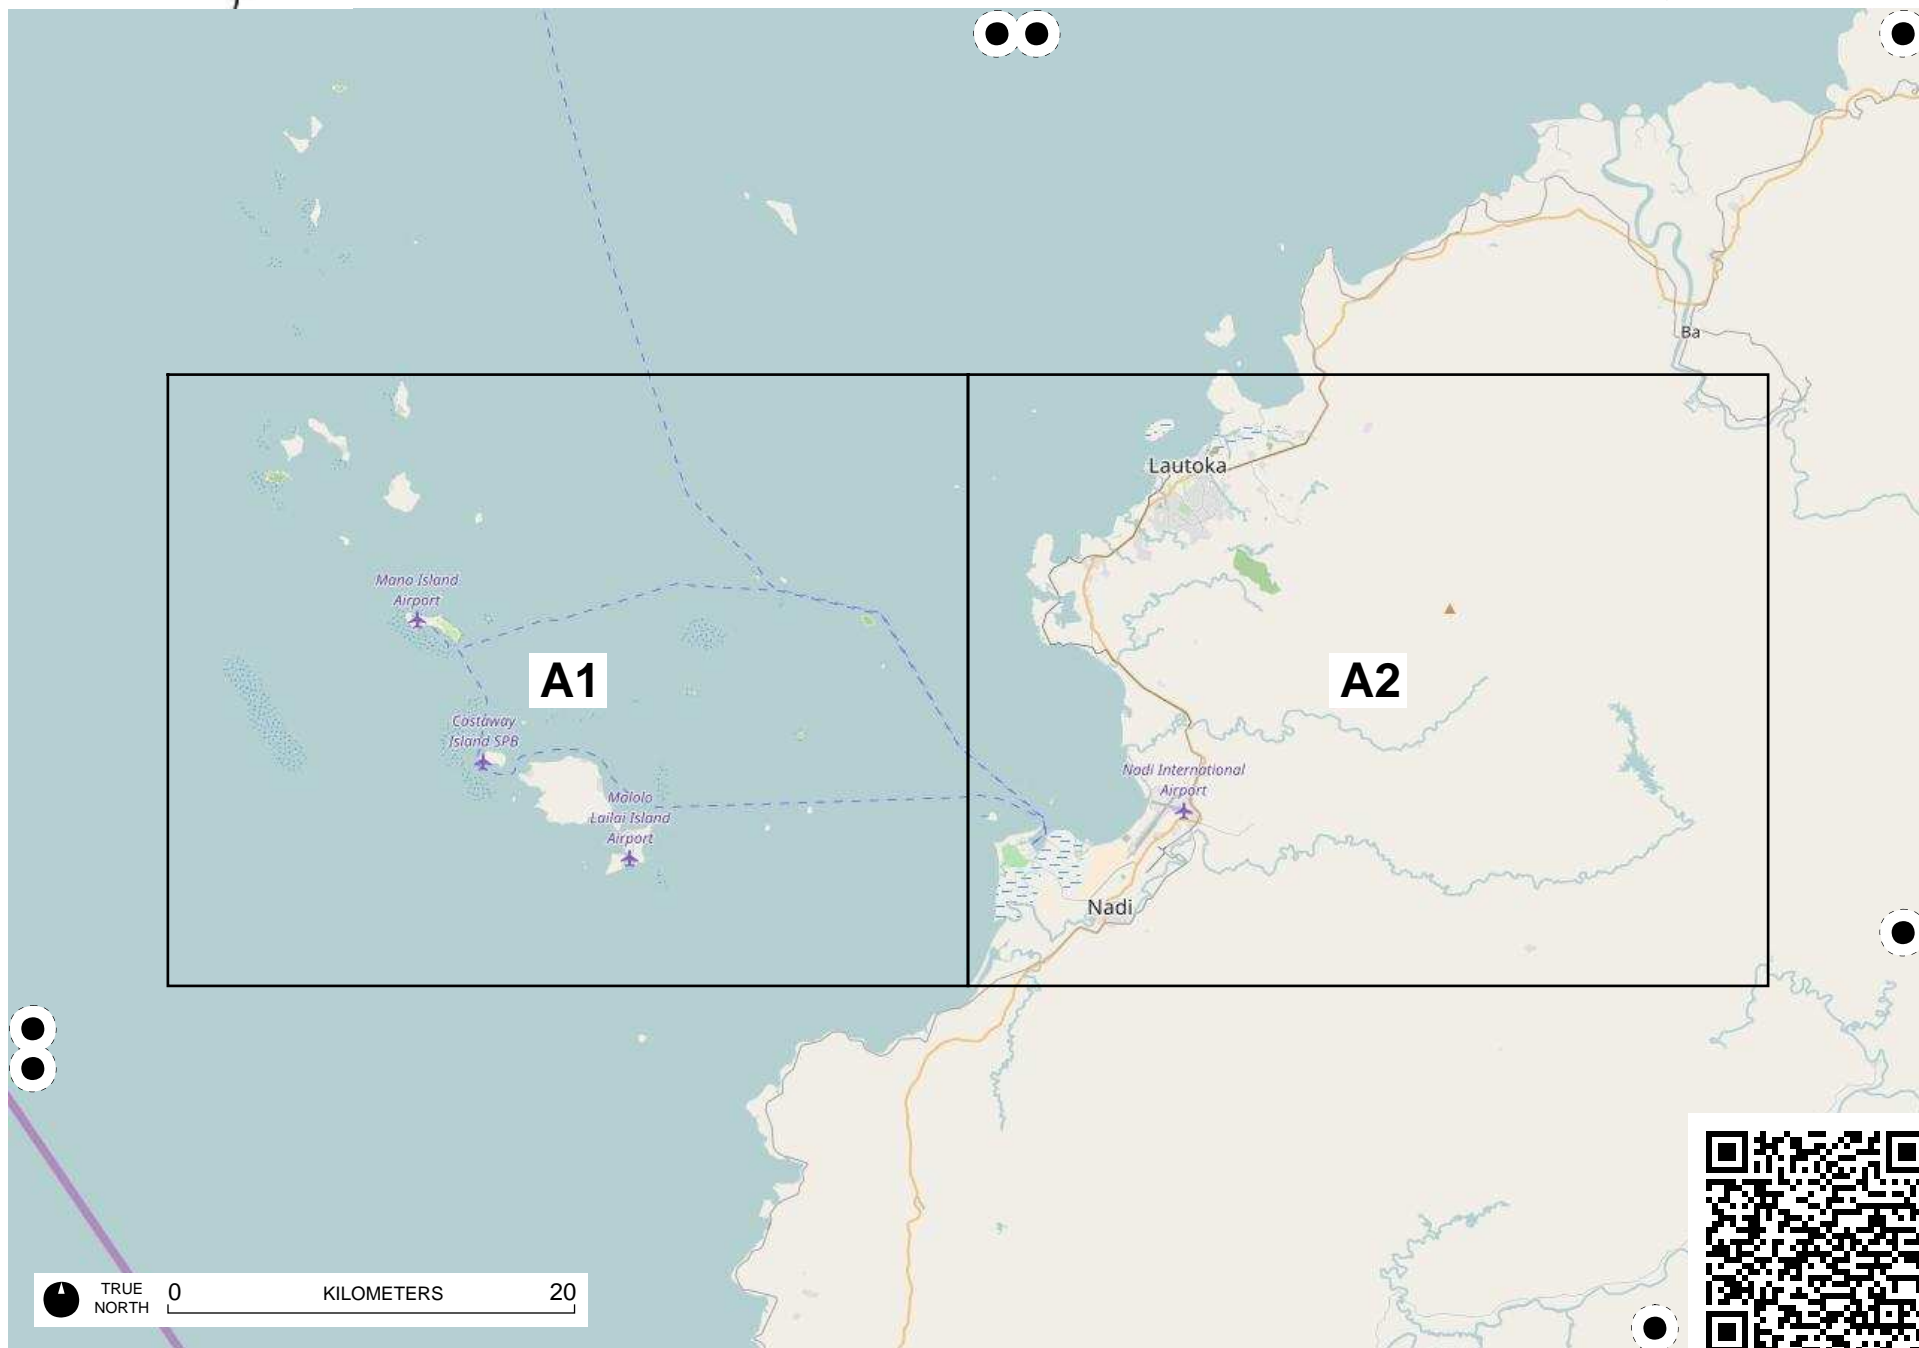 Ba
Lautoka
Mana Island
Airport
A1
A2
Castaway
Island SPB
Nadi International
Airport
Malolo
Lailai Island
Airport
Nadi
TRUE
NORTH
0
KILOMETERS
20